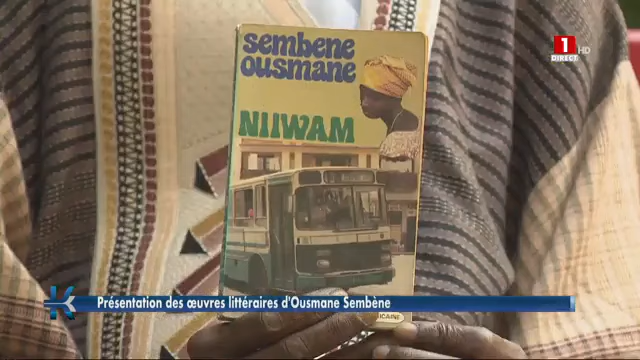 sembene
ousmane
NIIWAM
1 HD
DIRECT
Présentation des œuvres littéraires d'Ousmane Sembène